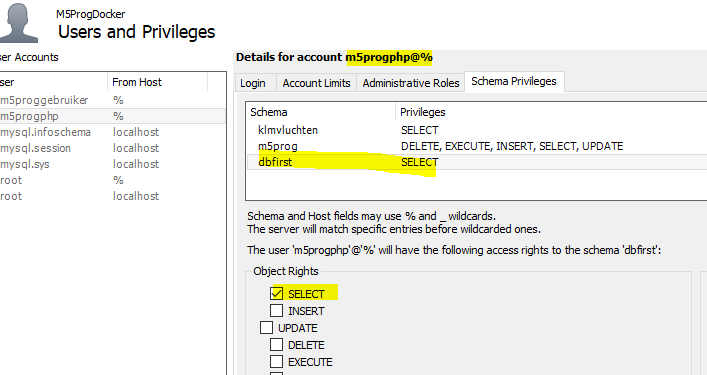 M5ProgDocker
Users and Privileges
ser Accounts
Details for account m5progphp@%
Login Account Limits Administrative Roles Schema Privileges
ser From Host
m5proggebruiker %
m5progphp %
mysql.infoschema localhost
mysql.session localhost
mysql.sys localhost
root %
root localhost
Schema Privileges
klmvluchten SELECT
m5prog DELETE, EXECUTE, INSERT, SELECT, UPDATE
dbfirst SELECT
Schema and Host fields may use % and _ wildcards.
The server will match specific entries before wildcarded ones.
The user 'm5progphp'@'%' will have the following access rights to the schema 'dbfirst':
Object Rights
SELECT
INSERT
UPDATE
DELETE
EXECUTE